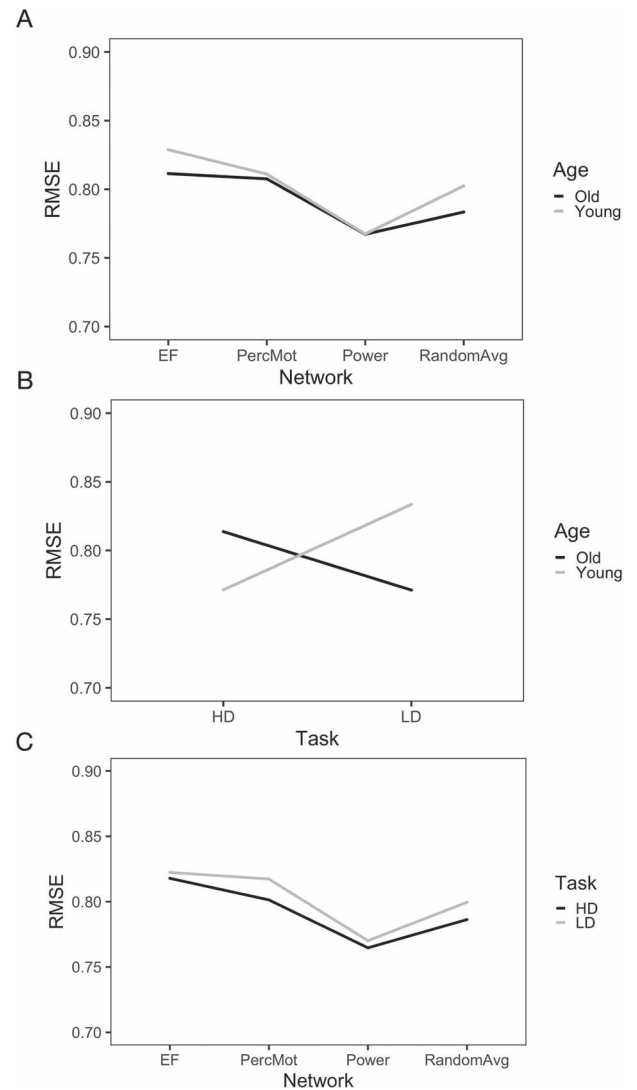 A
0.90
0.85
0.80
0.75
0.70
RMSE
EF PercMot Power RandomAvg
Network
Age
Old
Young
B
0.90
0.85
0.80
0.75
0.70
RMSE
HD LD
Task
Age
Old
Young
C
0.90
0.85
0.80
0.75
0.70
RMSE
EF PercMot Power RandomAvg
Network
Task
HD
LD